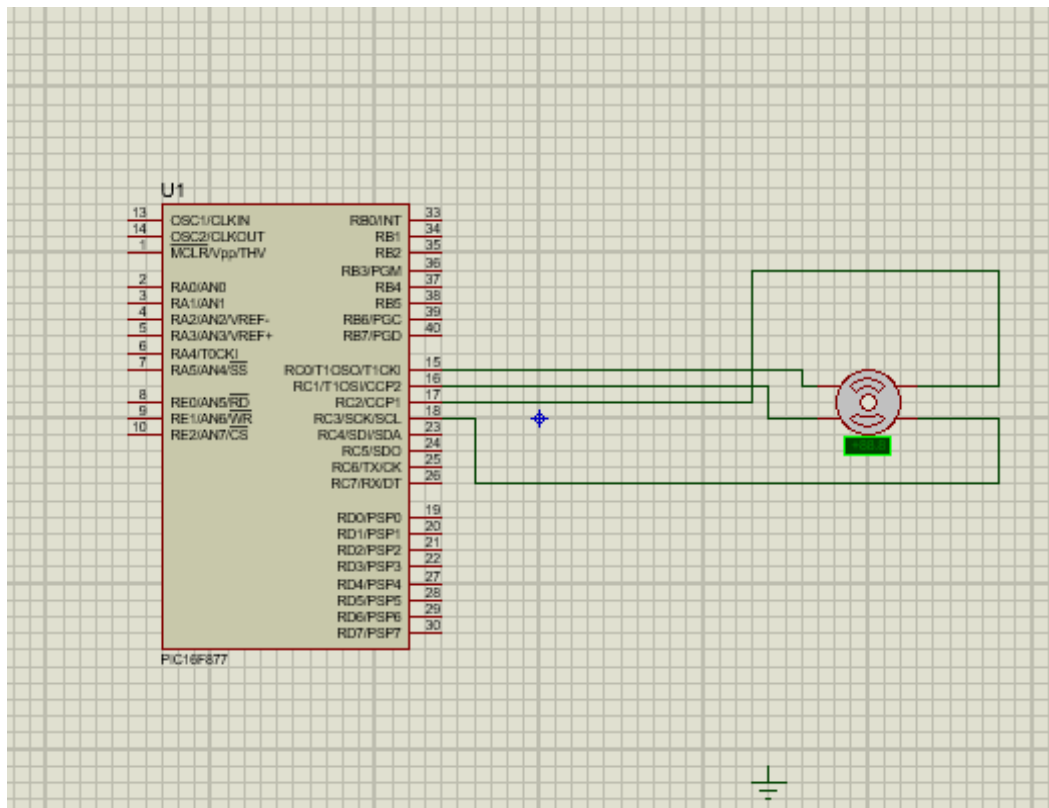 U1
13 OSC1/CLKIN RB0/INT 33
14 OSC2/CLKOUT RB1 34
1 MCLR/Vpp/THV RB2 35
RB3/PGM 36
2 RA0/AN0 RB4 37
3 RA1/AN1 RB5 38
4 RA2/AN2/VREF- RB6/PGC 39
5 RA3/AN3/VREF+ RB7/PGD 40
6 RA4/T0CKI
7 RA5/AN4/SS RC0/T1OSO/T1CKI 15
RC1/T1OSI/CCP2 16
8 RE0/AN5/RD RC2/CCP1 17
9 RE1/AN6/WR RC3/SCK/SCL 18
10 RE2/AN7/CS RC4/SDI/SDA 23
RC5/SDO 24
RC6/TX/CK 25
RC7/RX/DT 26
RD0/PSP0 19
RD1/PSP1 20
RD2/PSP2 21
RD3/PSP3 22
RD4/PSP4 27
RD5/PSP5 28
RD6/PSP6 29
RD7/PSP7 30
PIC16F877